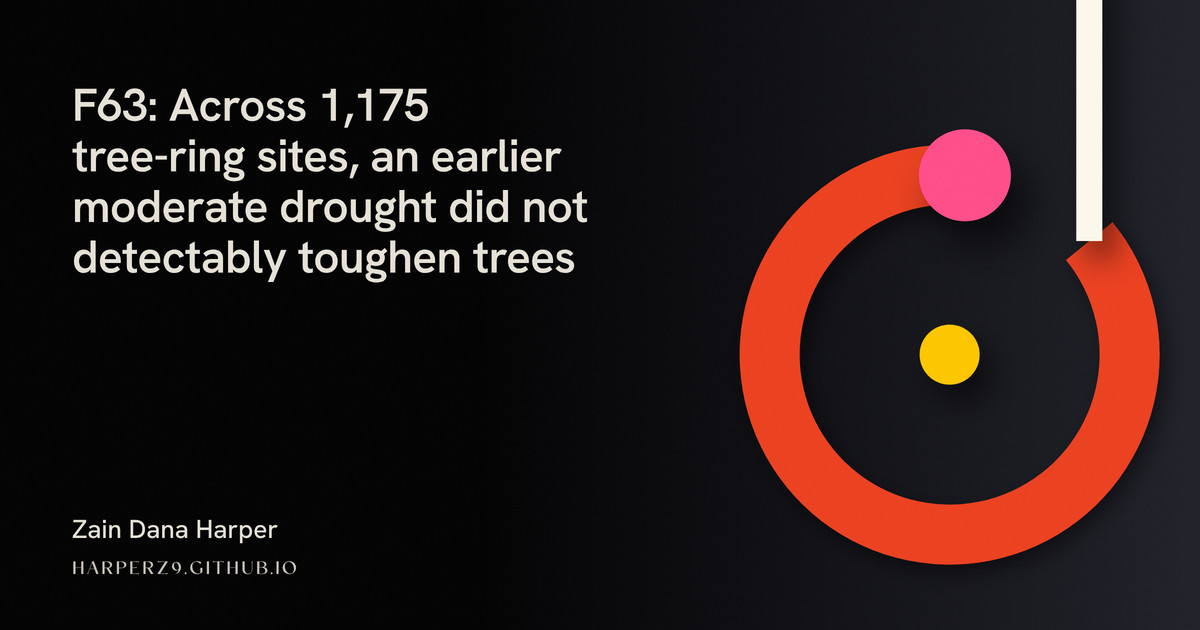 F63: Across 1,175
tree-ring sites, an earlier
moderate drought did not
detectably toughen trees
Zain Dana Harper
HARPERZ9.GITHUB.IO